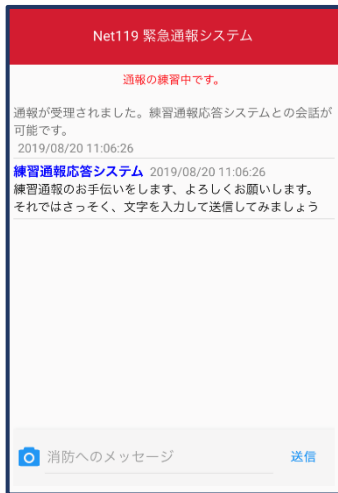 Net119 緊急通報システム
通報の練習中です。
通報が受理されました。練習通報応答システムとの会話が
可能です。
2019/08/20 11:06:26
練習通報応答システム 2019/08/20 11:06:26
練習通報のお手伝いをします、よろしくお願いします。
それではさっそく、文字を入力して送信してみましょう
消防へのメッセージ 送信